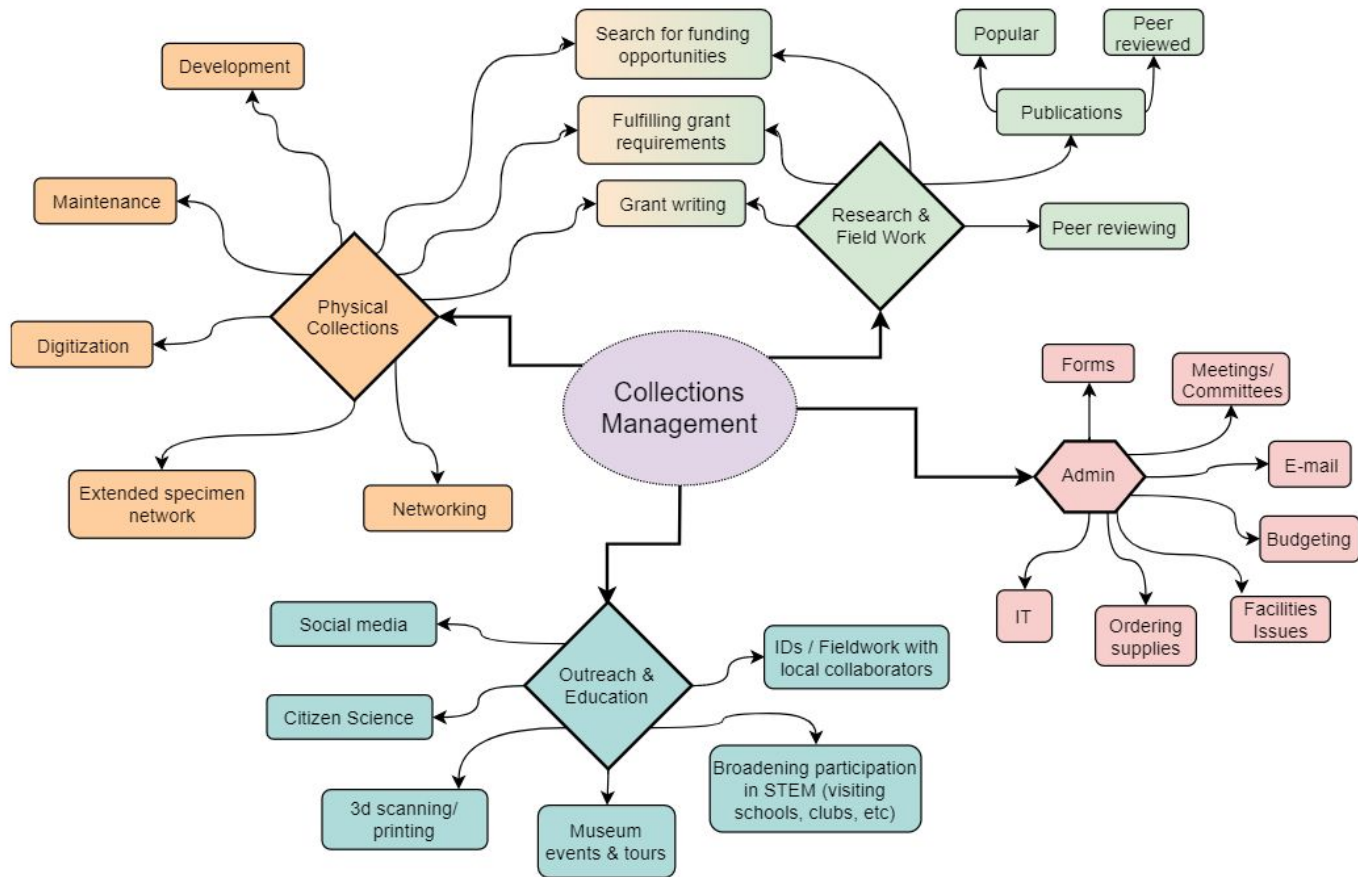 Search for funding
opportunities
Popular
Peer
reviewed
Development
Publications
Fulfilling grant
requirements
Maintenance
Grant writing
Research &
Field Work
Peer reviewing
Physical
Collections
Digitization
Collections
Management
Forms
Meetings/
Committees
Admin
E-mail
Extended specimen
network
Networking
Budgeting
IT
Ordering
supplies
Facilities
Issues
Social media
IDs / Fieldwork with
local collaborators
Outreach &
Education
Citizen Science
3d scanning/
printing
Museum
events & tours
Broadening participation
in STEM (visiting
schools, clubs, etc)